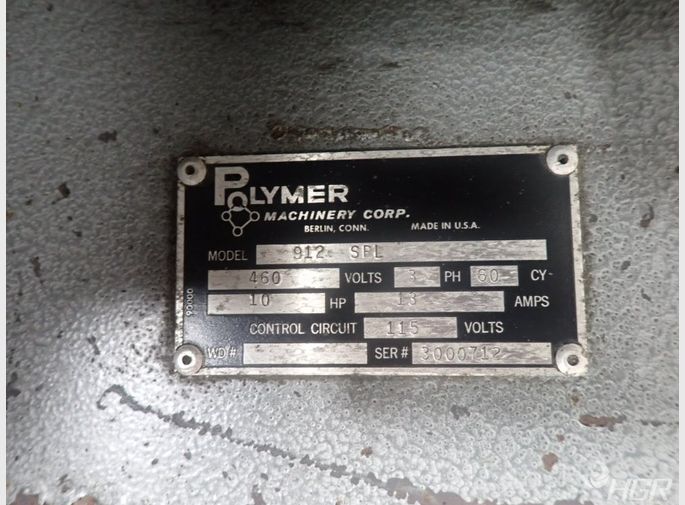 POLYMER
MACHINERY CORP.
BERLIN, CONN. MADE IN U.S.A.
MODEL 912 SPL
460 VOLTS 3 PH 60 CY-
10 HP 13 AMPS
CONTROL CIRCUIT 115 VOLTS
WD# SER # 3000712
90000
HGR